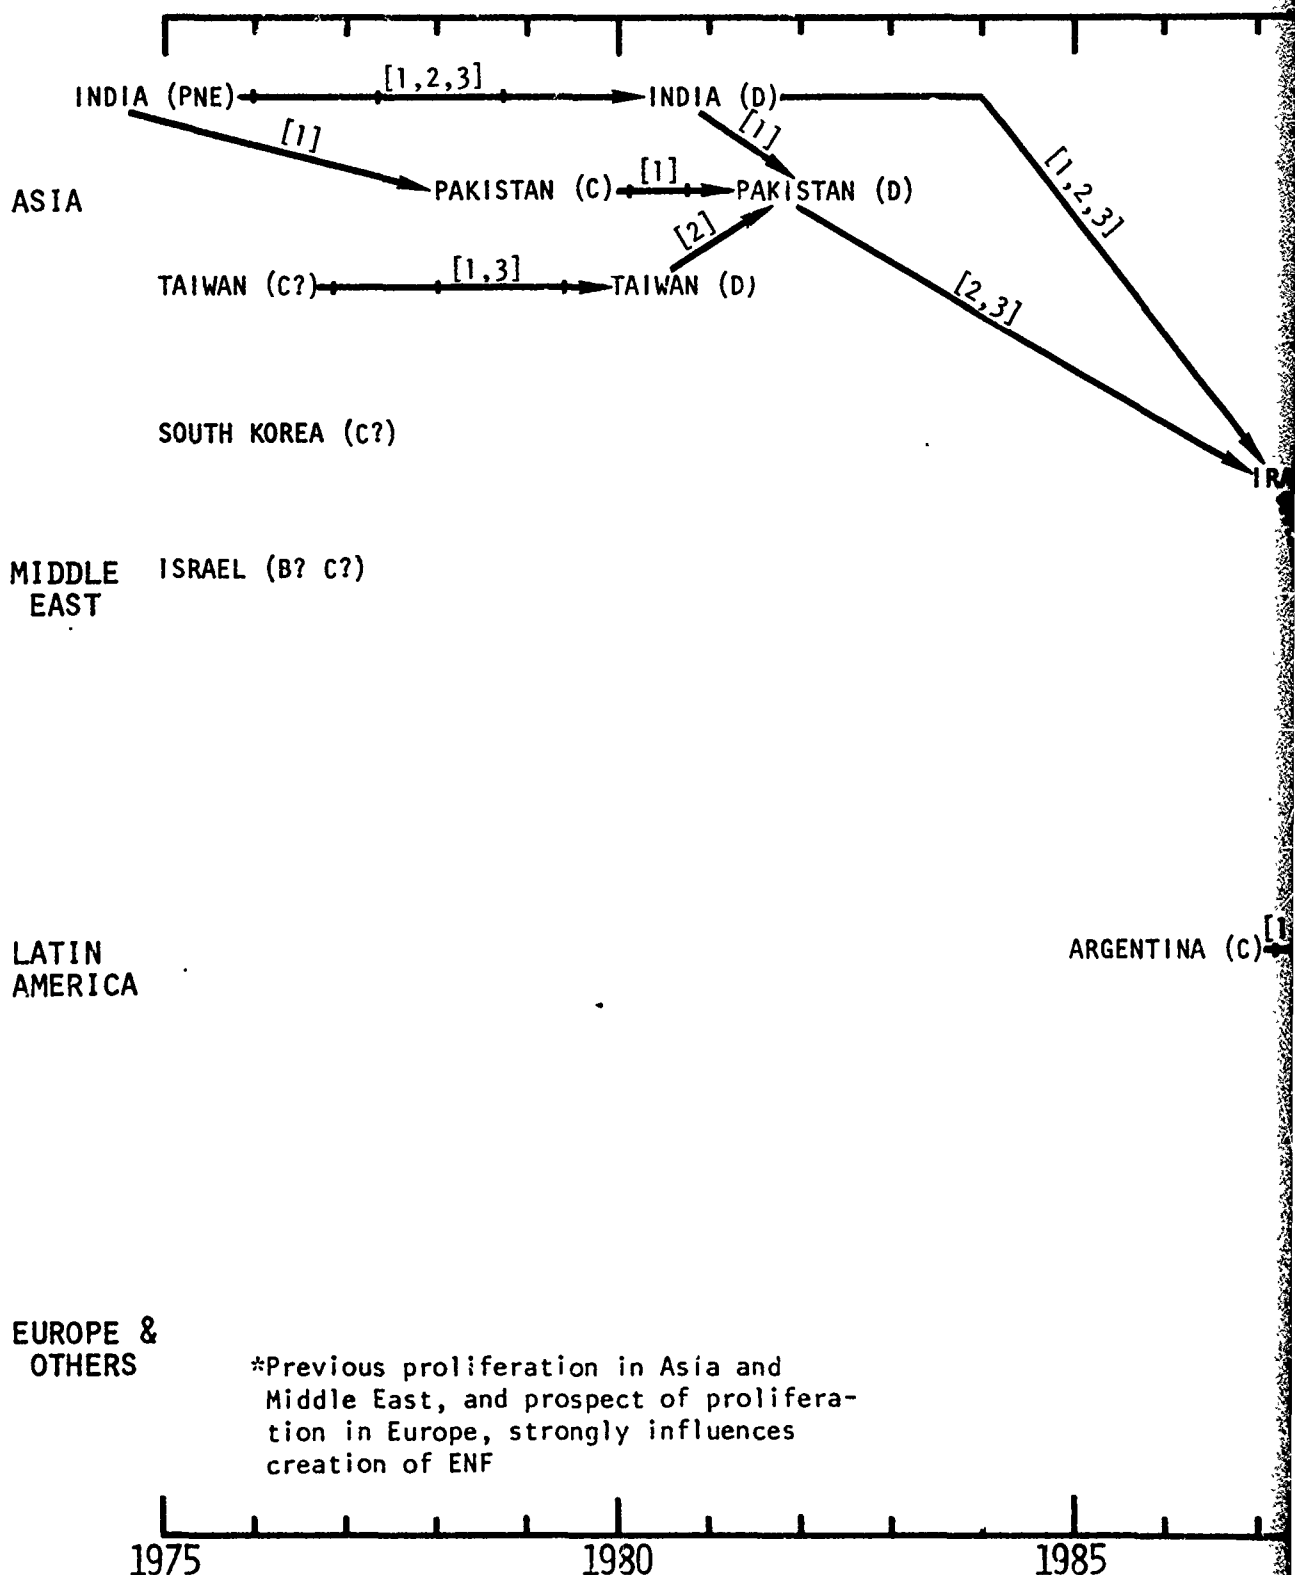 [1,2,3]
INDIA (PNE)
INDIA (D)
[1]
[1]
[1,2,3]
ASIA
PAKISTAN (C)
[1]
PAKISTAN (D)
[2]
TAIWAN (C?)
[1,3]
TAIWAN (D)
[2,3]
SOUTH KOREA (C?)
MIDDLE
EAST
ISRAEL (B? C?)
LATIN
AMERICA
ARGENTINA (C)
EUROPE &
OTHERS
*Previous proliferation in Asia and
Middle East, and prospect of prolifera-
tion in Europe, strongly influences
creation of ENF
1975 1980 1985